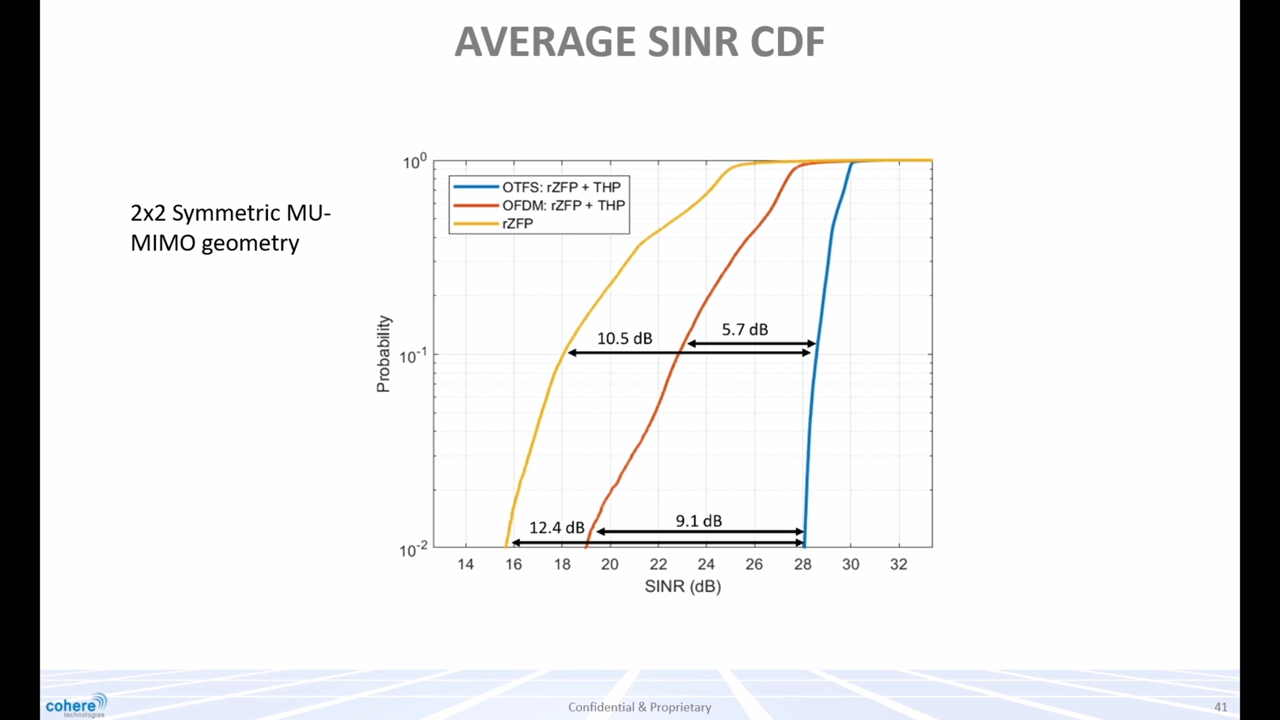 AVERAGE SINR CDF
2x2 Symmetric MU-
MIMO geometry
OTFS: rZFP + THP
OFDM: rZFP + THP
rZFP
10⁰
10⁻¹
10⁻²
Probability
10.5 dB
5.7 dB
12.4 dB
9.1 dB
14 16 18 20 22 24 26 28 30 32
SINR (dB)
cohere
technologies
Confidential & Proprietary
41